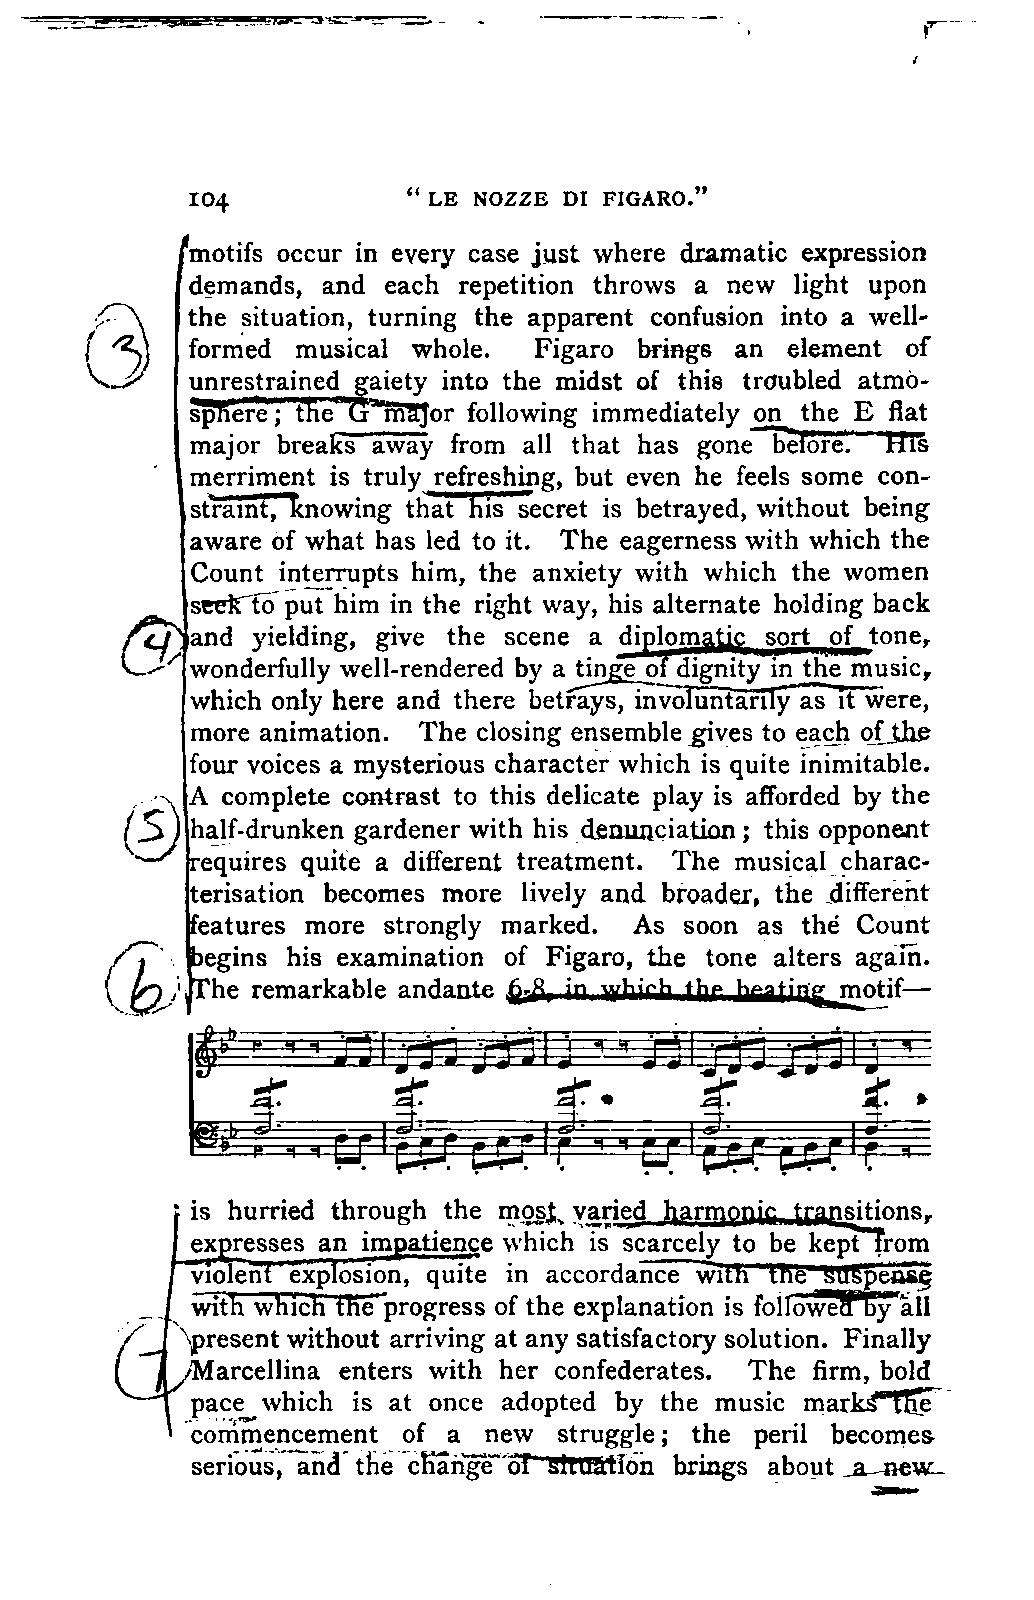 104 “ LE NOZZE DI FIGARO.”
motifs occur in every case just where dramatic expression
demands, and each repetition throws a new light upon
3 the situation, turning the apparent confusion into a well-
formed musical whole. Figaro brings an element of
unrestrained gaiety into the midst of this troubled atmo-
sphere; the G major following immediately on the E flat
major breaks away from all that has gone before. His
merriment is truly refreshing, but even he feels some con-
straint, knowing that his secret is betrayed, without being
aware of what has led to it. The eagerness with which the
Count interrupts him, the anxiety with which the women
seek to put him in the right way, his alternate holding back
4 and yielding, give the scene a diplomatic sort of tone,
wonderfully well-rendered by a tinge of dignity in the music,
which only here and there betrays, involuntarily as it were,
more animation. The closing ensemble gives to each of the
four voices a mysterious character which is quite inimitable.
A complete contrast to this delicate play is afforded by the
5 half-drunken gardener with his denunciation; this opponent
requires quite a different treatment. The musical charac-
terisation becomes more lively and broader, the different
features more strongly marked. As soon as the Count
begins his examination of Figaro, the tone alters again.
6 The remarkable andante 6-8, in which the beating motif—
is hurried through the most varied harmonic transitions,
expresses an impatience which is scarcely to be kept from
violent explosion, quite in accordance with the suspense
with which the progress of the explanation is followed by all
present without arriving at any satisfactory solution. Finally
7 Marcellina enters with her confederates. The firm, bold
pace which is at once adopted by the music marks the
commencement of a new struggle; the peril becomes
serious, and the change of situation brings about a new